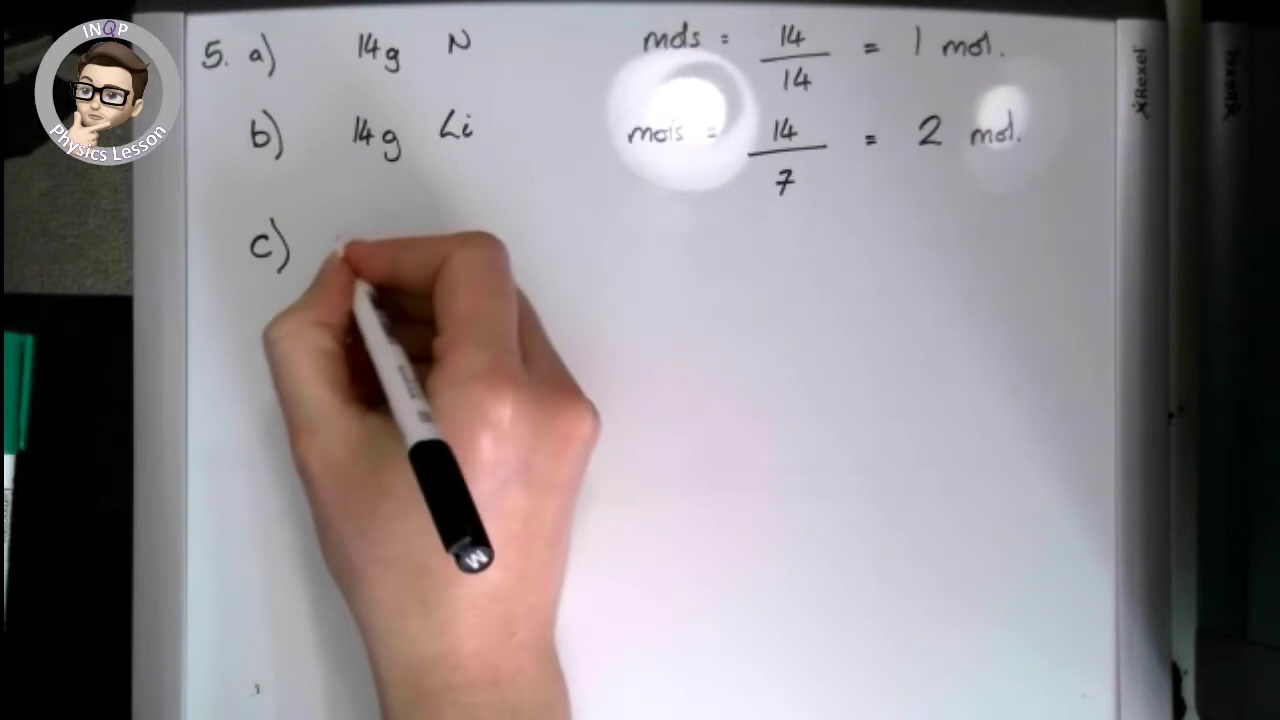 INQP
Physics Lesson
5. a) 14g N mols = 14/14 = 1 mol.
b) 14g Li mols = 14/7 = 2 mol.
c)
Rexel
M